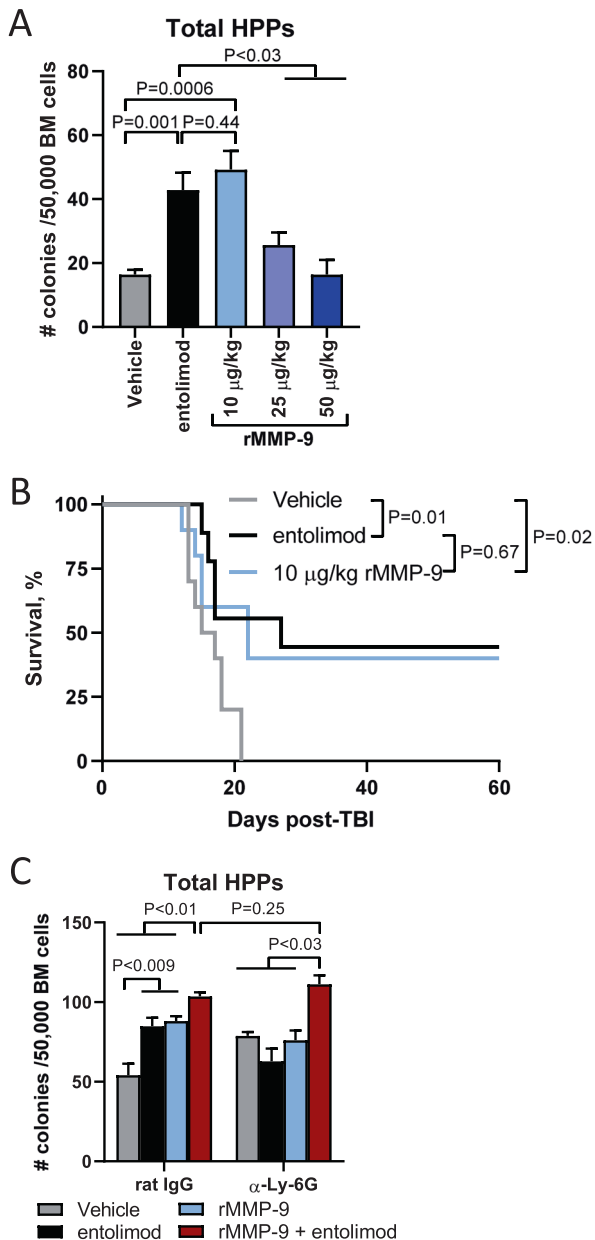 A
Total HPPs
P<0.03
P=0.0006
P=0.001 P=0.44
# colonies /50,000 BM cells
80
60
40
20
0
Vehicle
entolimod
10 µg/kg
25 µg/kg
50 µg/kg
rMMP-9
B
Vehicle
entolimod
10 µg/kg rMMP-9
P=0.01
P=0.67
P=0.02
Survival, %
100
75
50
25
0
0 20 40 60
Days post-TBI
C
Total HPPs
P<0.01 P=0.25
P<0.009 P<0.03
# colonies /50,000 BM cells
150
100
50
0
rat IgG α-Ly-6G
Vehicle rMMP-9
entolimod rMMP-9 + entolimod